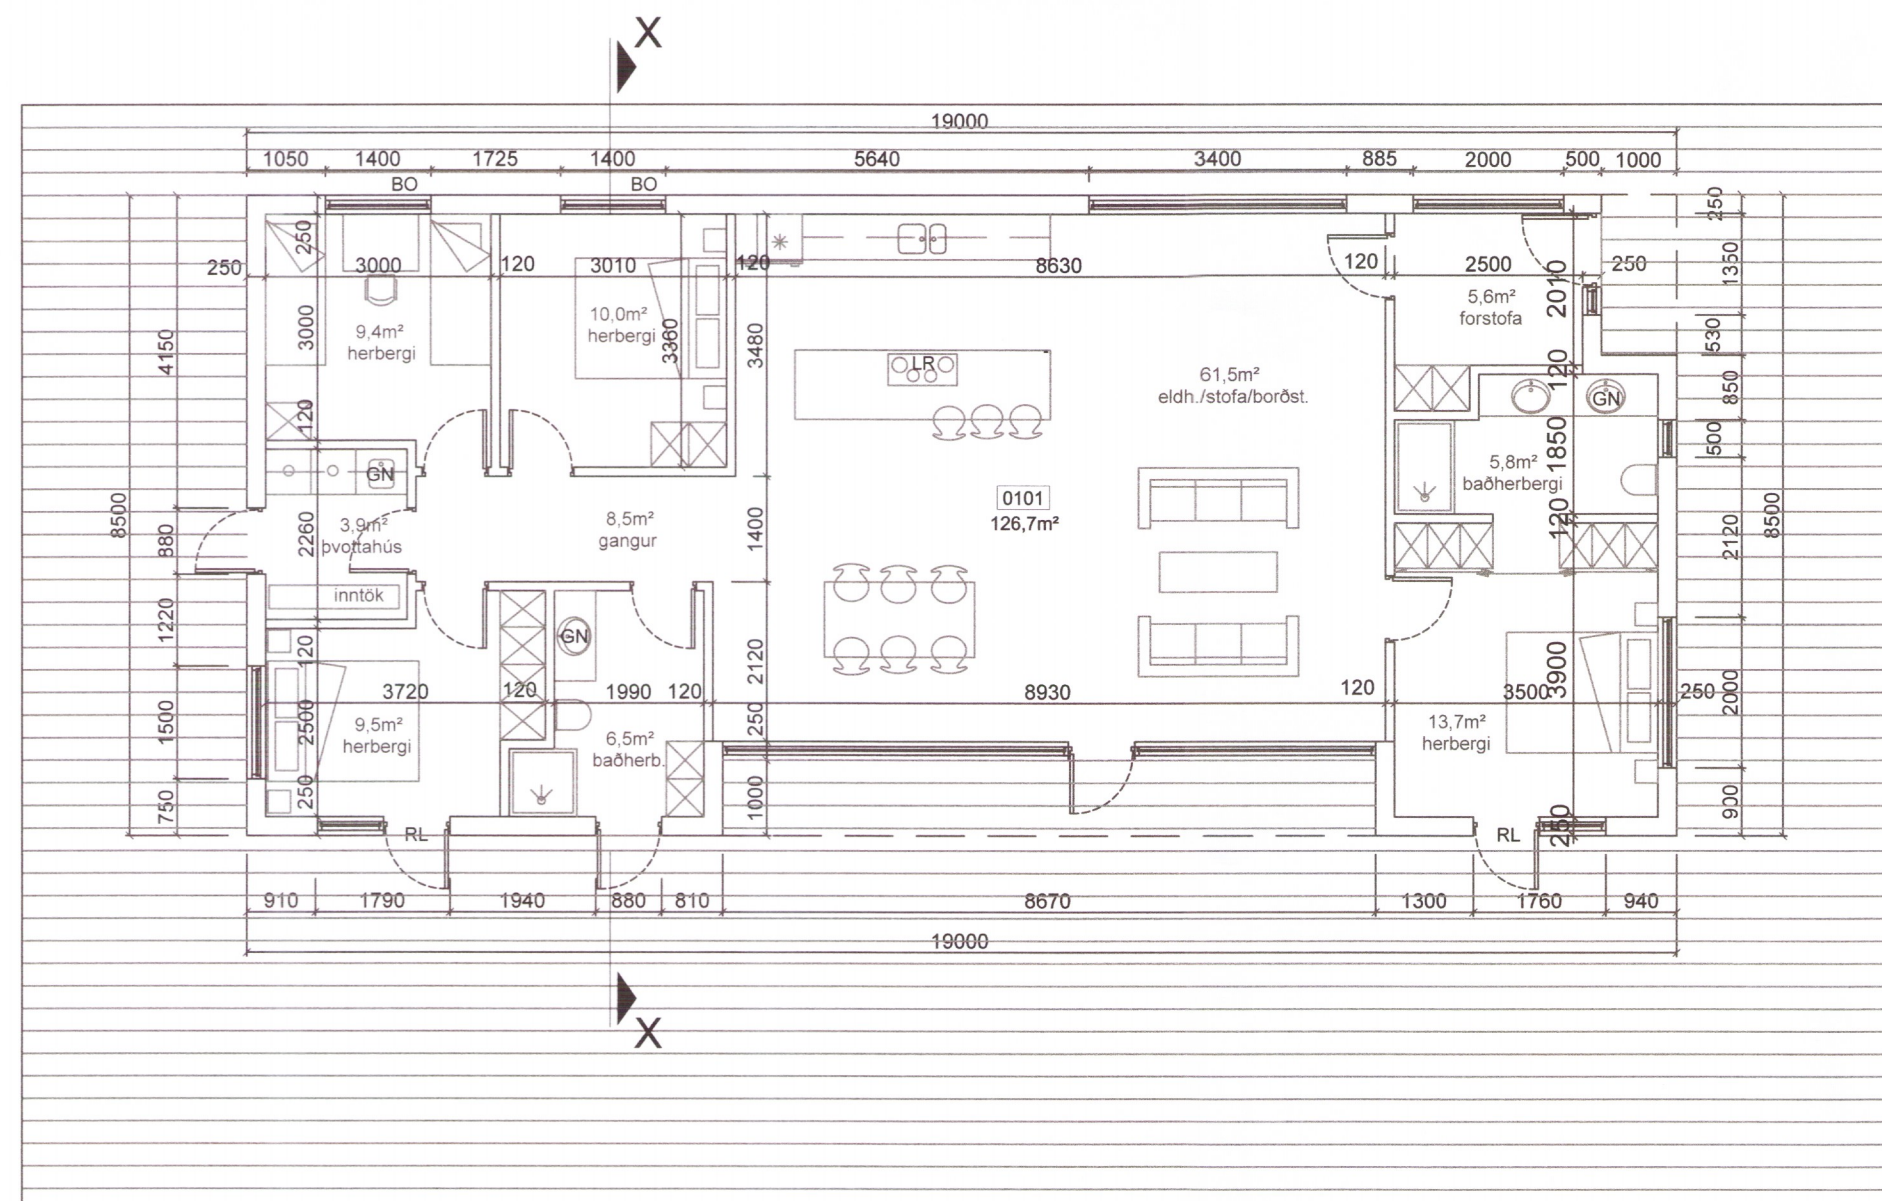 X
19000
1050 1400 1725 1400 5640 3400 885 2000 500 1000
BO BO
250 250
250 3000 120 3010 120 8630 120 2500 250
1350
2010
5,6m²
forstofa
10,0m²
herbergi
9,4m²
herbergi
3000
3360
3480
4150
530
LR
61,5m²
eldh./stofa/borðst.
120
120
850
GN
120
1850
500
GN
5,8m²
baðherbergi
0101
126,7m²
8500
880
2260
3,9m²
þvottahús
8,5m²
gangur
1400
120
2120
8500
inntök
1220
120
GN
2120
3900
3720 120 1990 120 8930 120 3500 250
2000
1500
2500
9,5m²
herbergi
6,5m²
baðherb.
250
13,7m²
herbergi
750
250
1000
250
900
RL RL
910 1790 1940 880 810 8670 1300 1760 940
19000
X